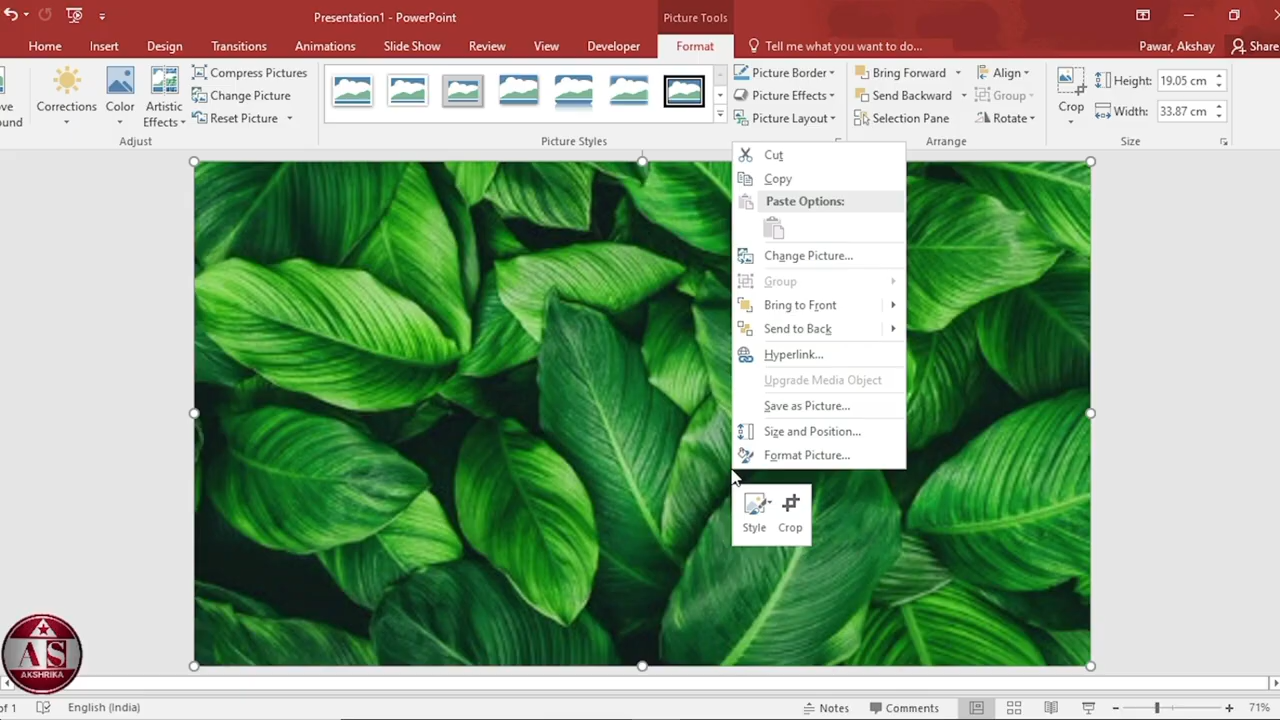 Presentation1 - PowerPoint
Picture Tools
Home
Insert
Design
Transitions
Animations
Slide Show
Review
View
Developer
Format
Tell me what you want to do...
Pawar, Akshay
Share
Corrections
Color
Artistic
Effects
Compress Pictures
Change Picture
Reset Picture
Adjust
Picture Styles
Picture Border
Picture Effects
Picture Layout
Bring Forward
Send Backward
Selection Pane
Align
Group
Rotate
Arrange
Crop
Height:
19.05 cm
Width:
33.87 cm
Size
Cut
Copy
Paste Options:
Change Picture...
Group
Bring to Front
Send to Back
Hyperlink...
Upgrade Media Object
Save as Picture...
Size and Position...
Format Picture...
Style
Crop
AS
AKSHRIKA
of 1
English (India)
Notes
Comments
71%